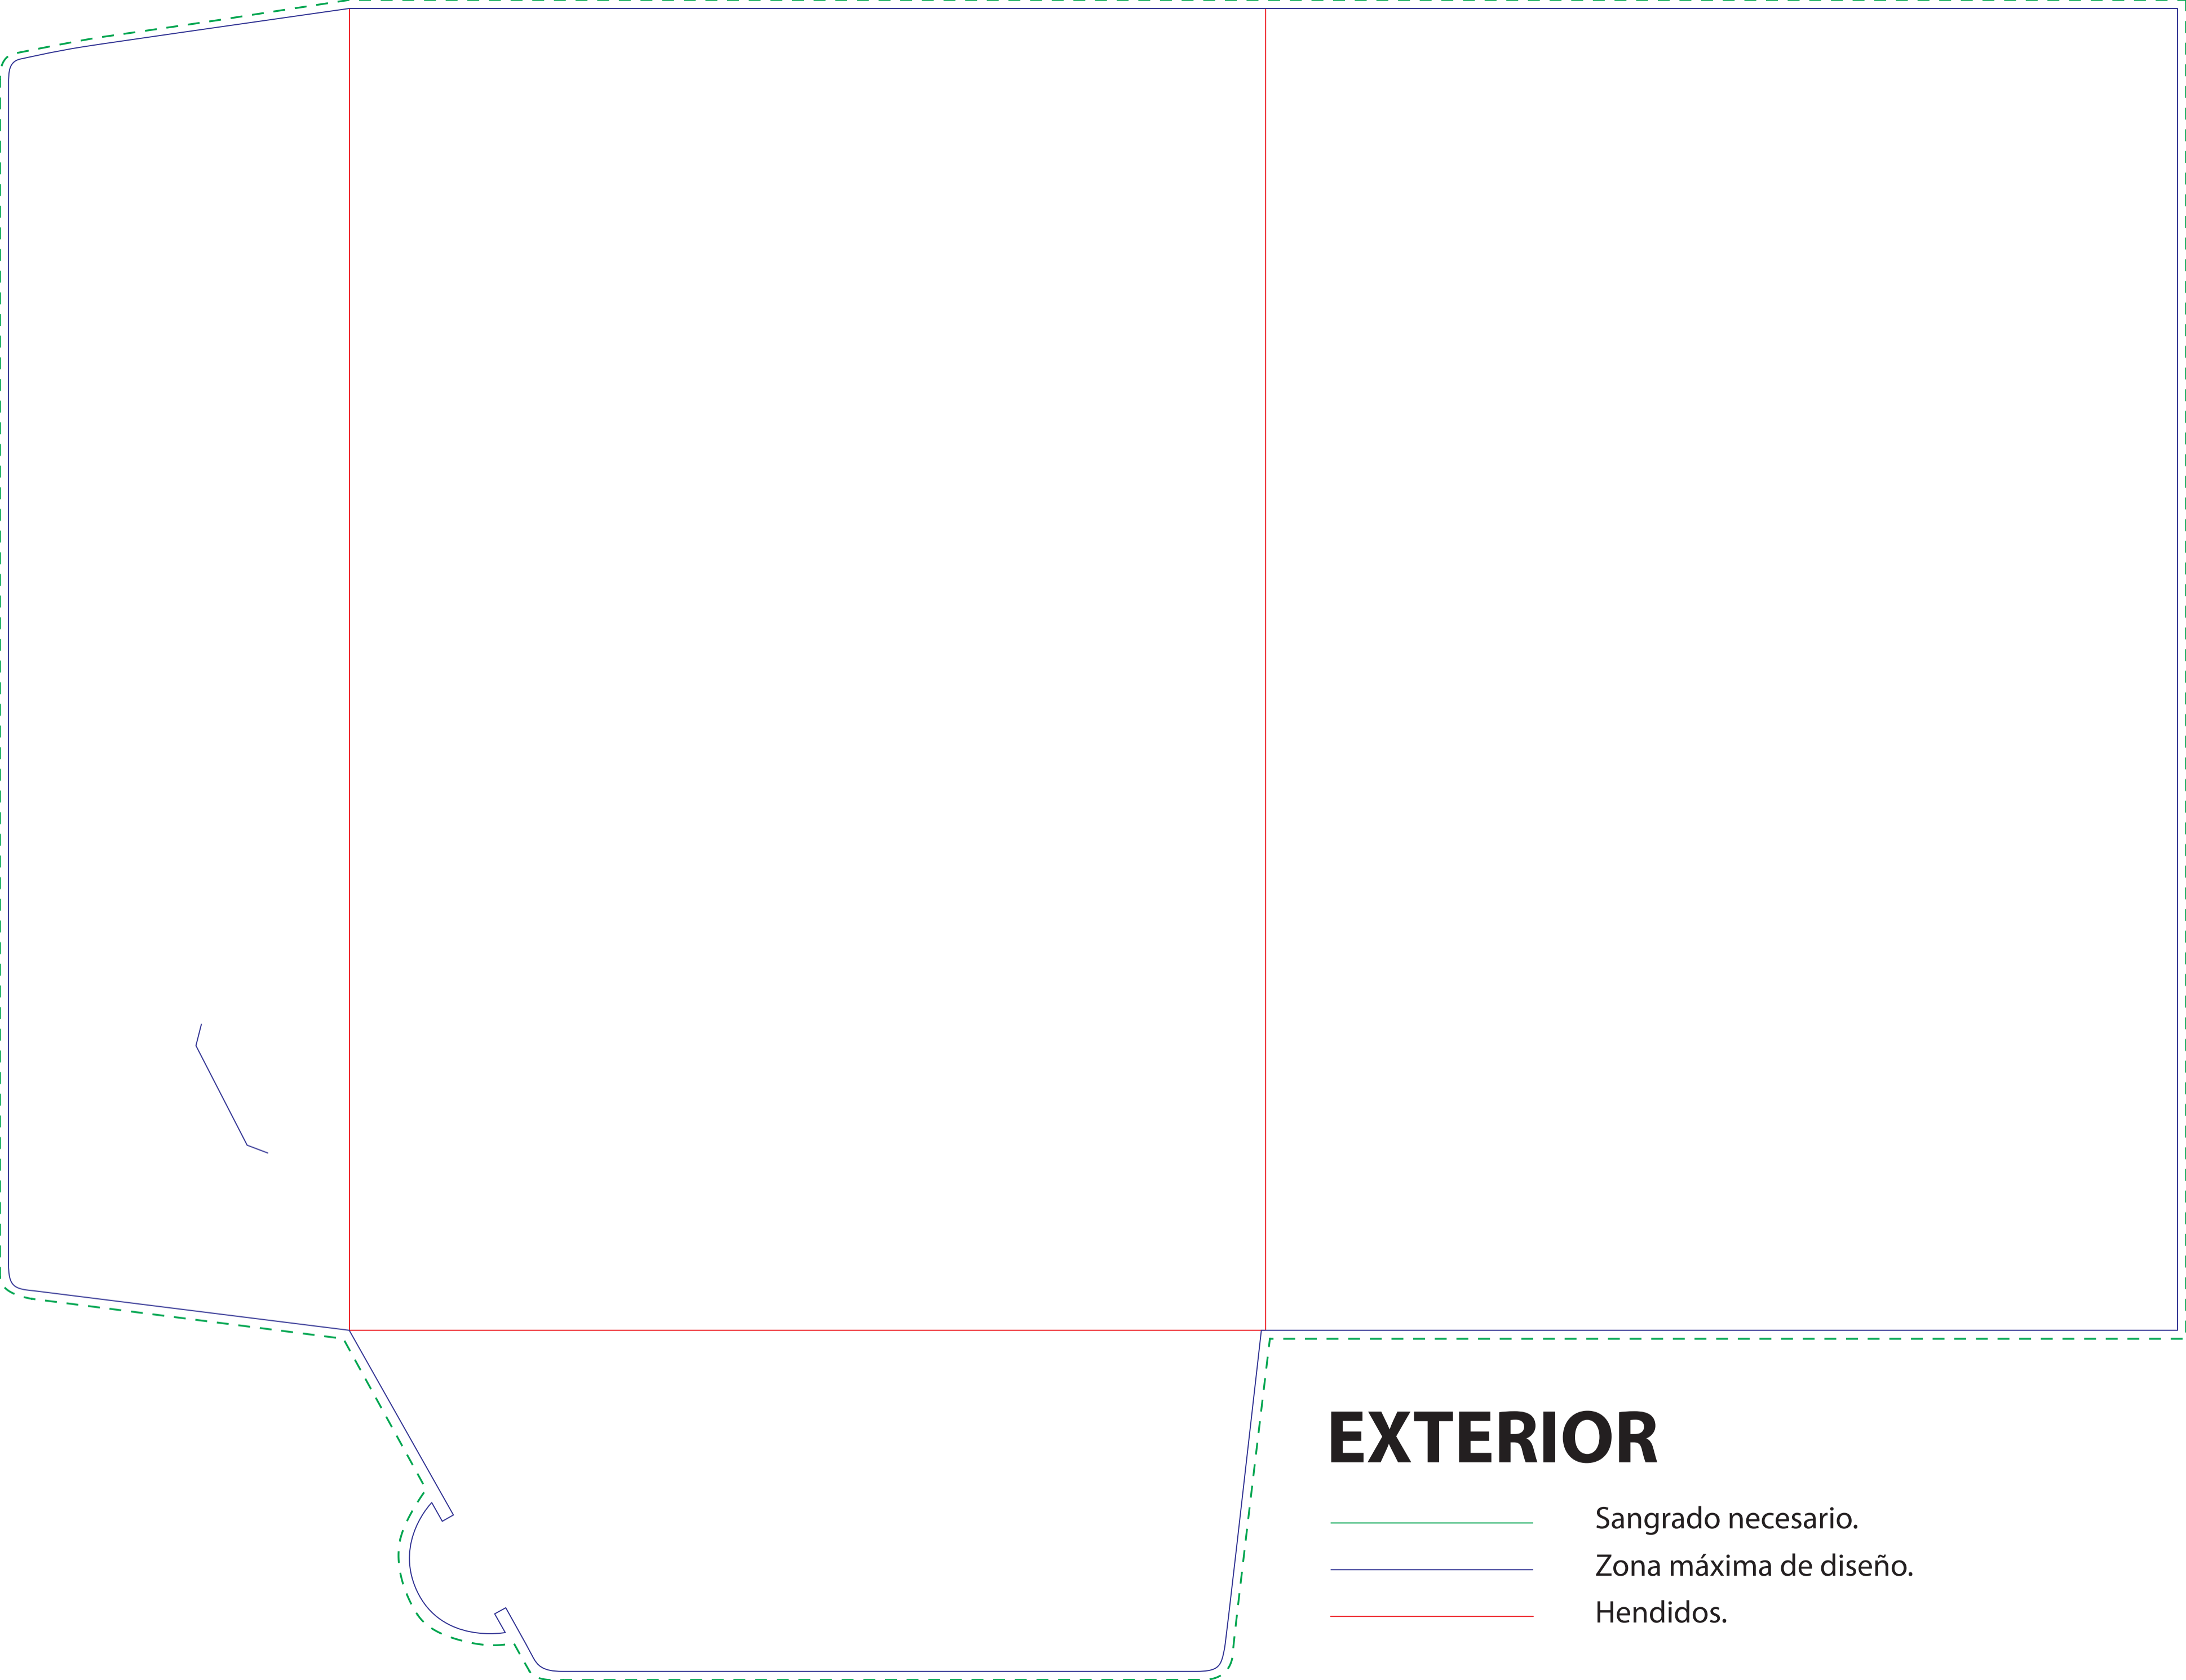 EXTERIOR
Sangrado necesario.
Zona máxima de diseño.
Hendidos.